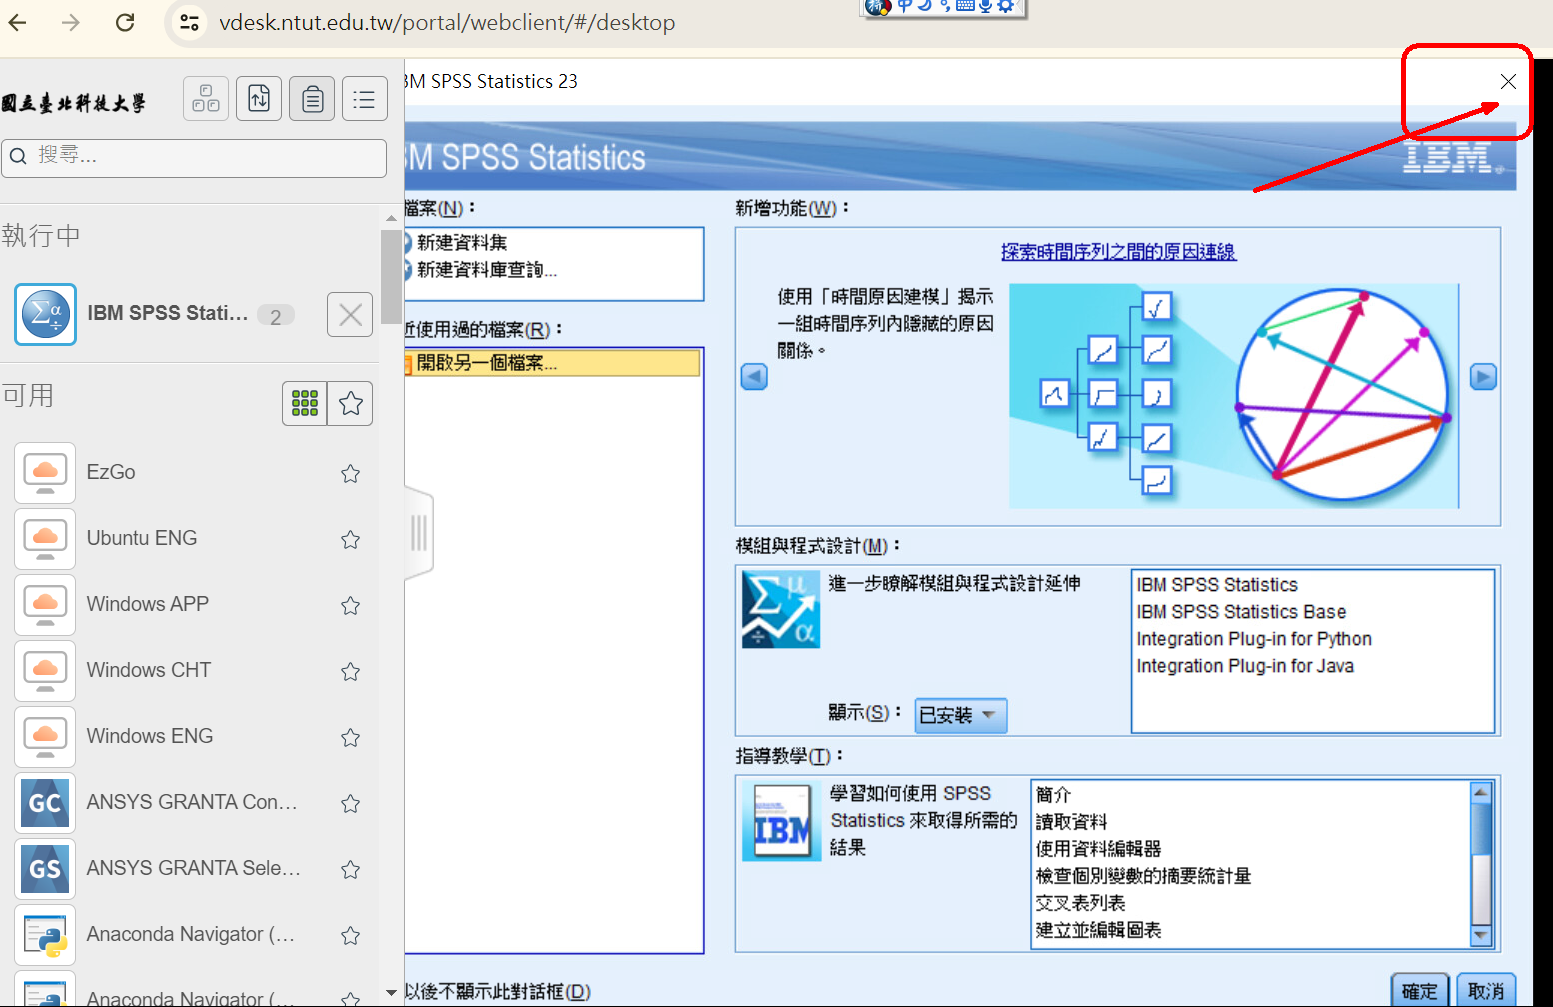 vdesk.ntut.edu.tw/portal/webclient/#/desktop
中
國立臺北科技大學
搜尋...
執行中
IBM SPSS Stati... 2
可用
EzGo
Ubuntu ENG
Windows APP
Windows CHT
Windows ENG
GC ANSYS GRANTA Con...
GS ANSYS GRANTA Sele...
Anaconda Navigator (...
Anaconda Navigator (...
BM SPSS Statistics 23
BM SPSS Statistics
IBM
檔案(N)：
新建資料集
新建資料庫查詢...
近使用過的檔案(R)：
開啟另一個檔案...
以後不顯示此對話框(D)
新增功能(W)：
探索時間序列之間的原因連線
使用「時間原因建模」揭示
一組時間序列內隱藏的原因
關係。
模組與程式設計(M)：
進一步瞭解模組與程式設計延伸
IBM SPSS Statistics
IBM SPSS Statistics Base
Integration Plug-in for Python
Integration Plug-in for Java
顯示(S)： 已安裝
指導教學(T)：
IBM
學習如何使用 SPSS
Statistics 來取得所需的
結果
簡介
讀取資料
使用資料編輯器
檢查個別變數的摘要統計量
交叉表列表
建立並編輯圖表
確定 取消